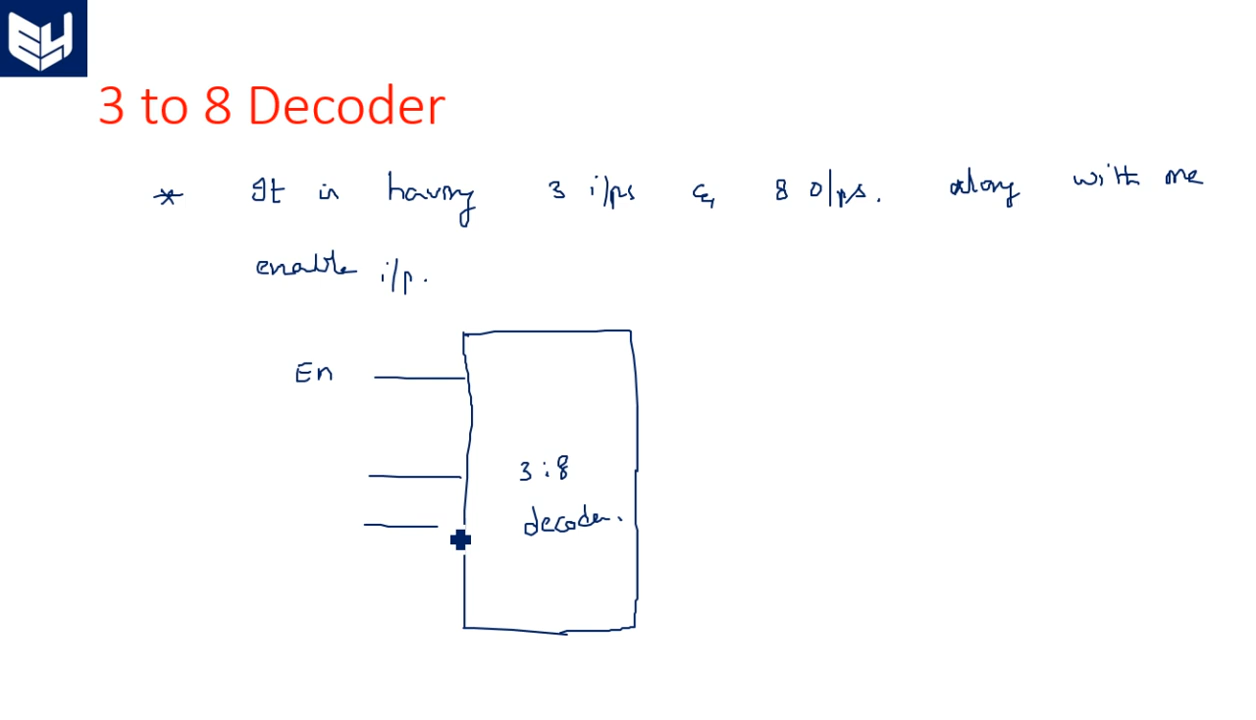 3 to 8 Decoder
* It is having 3 i/ps & 8 o/ps. along with one
enable i/p.
En
3:8
decoder.